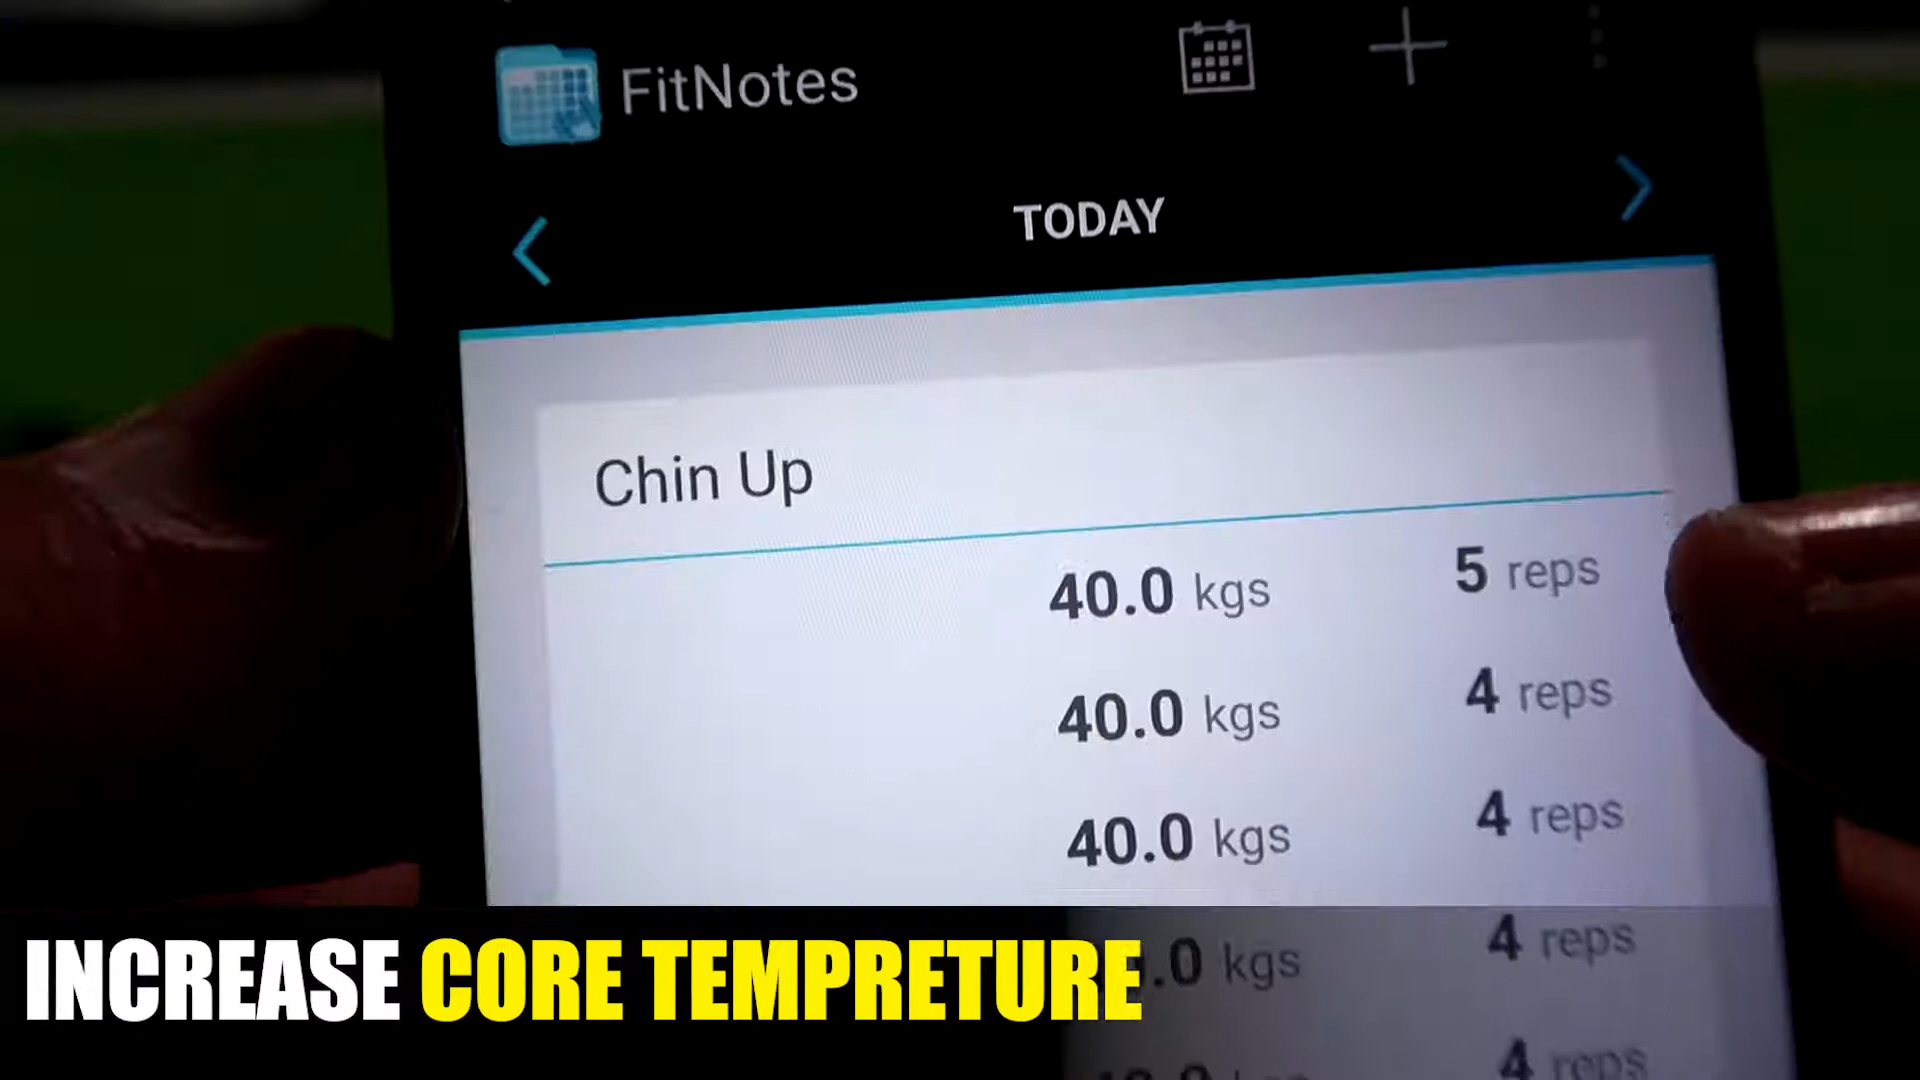 FitNotes
TODAY
Chin Up
40.0 kgs 5 reps
40.0 kgs 4 reps
40.0 kgs 4 reps
.0 kgs 4 reps
4 reps
INCREASE CORE TEMPRETURE